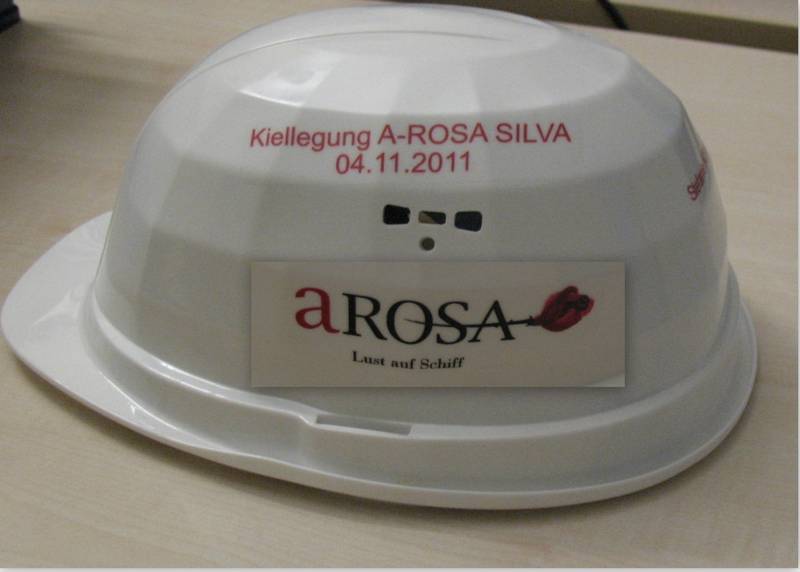 Kiellegung A-ROSA SILVA
04.11.2011
aROSA
Lust auf Schiff